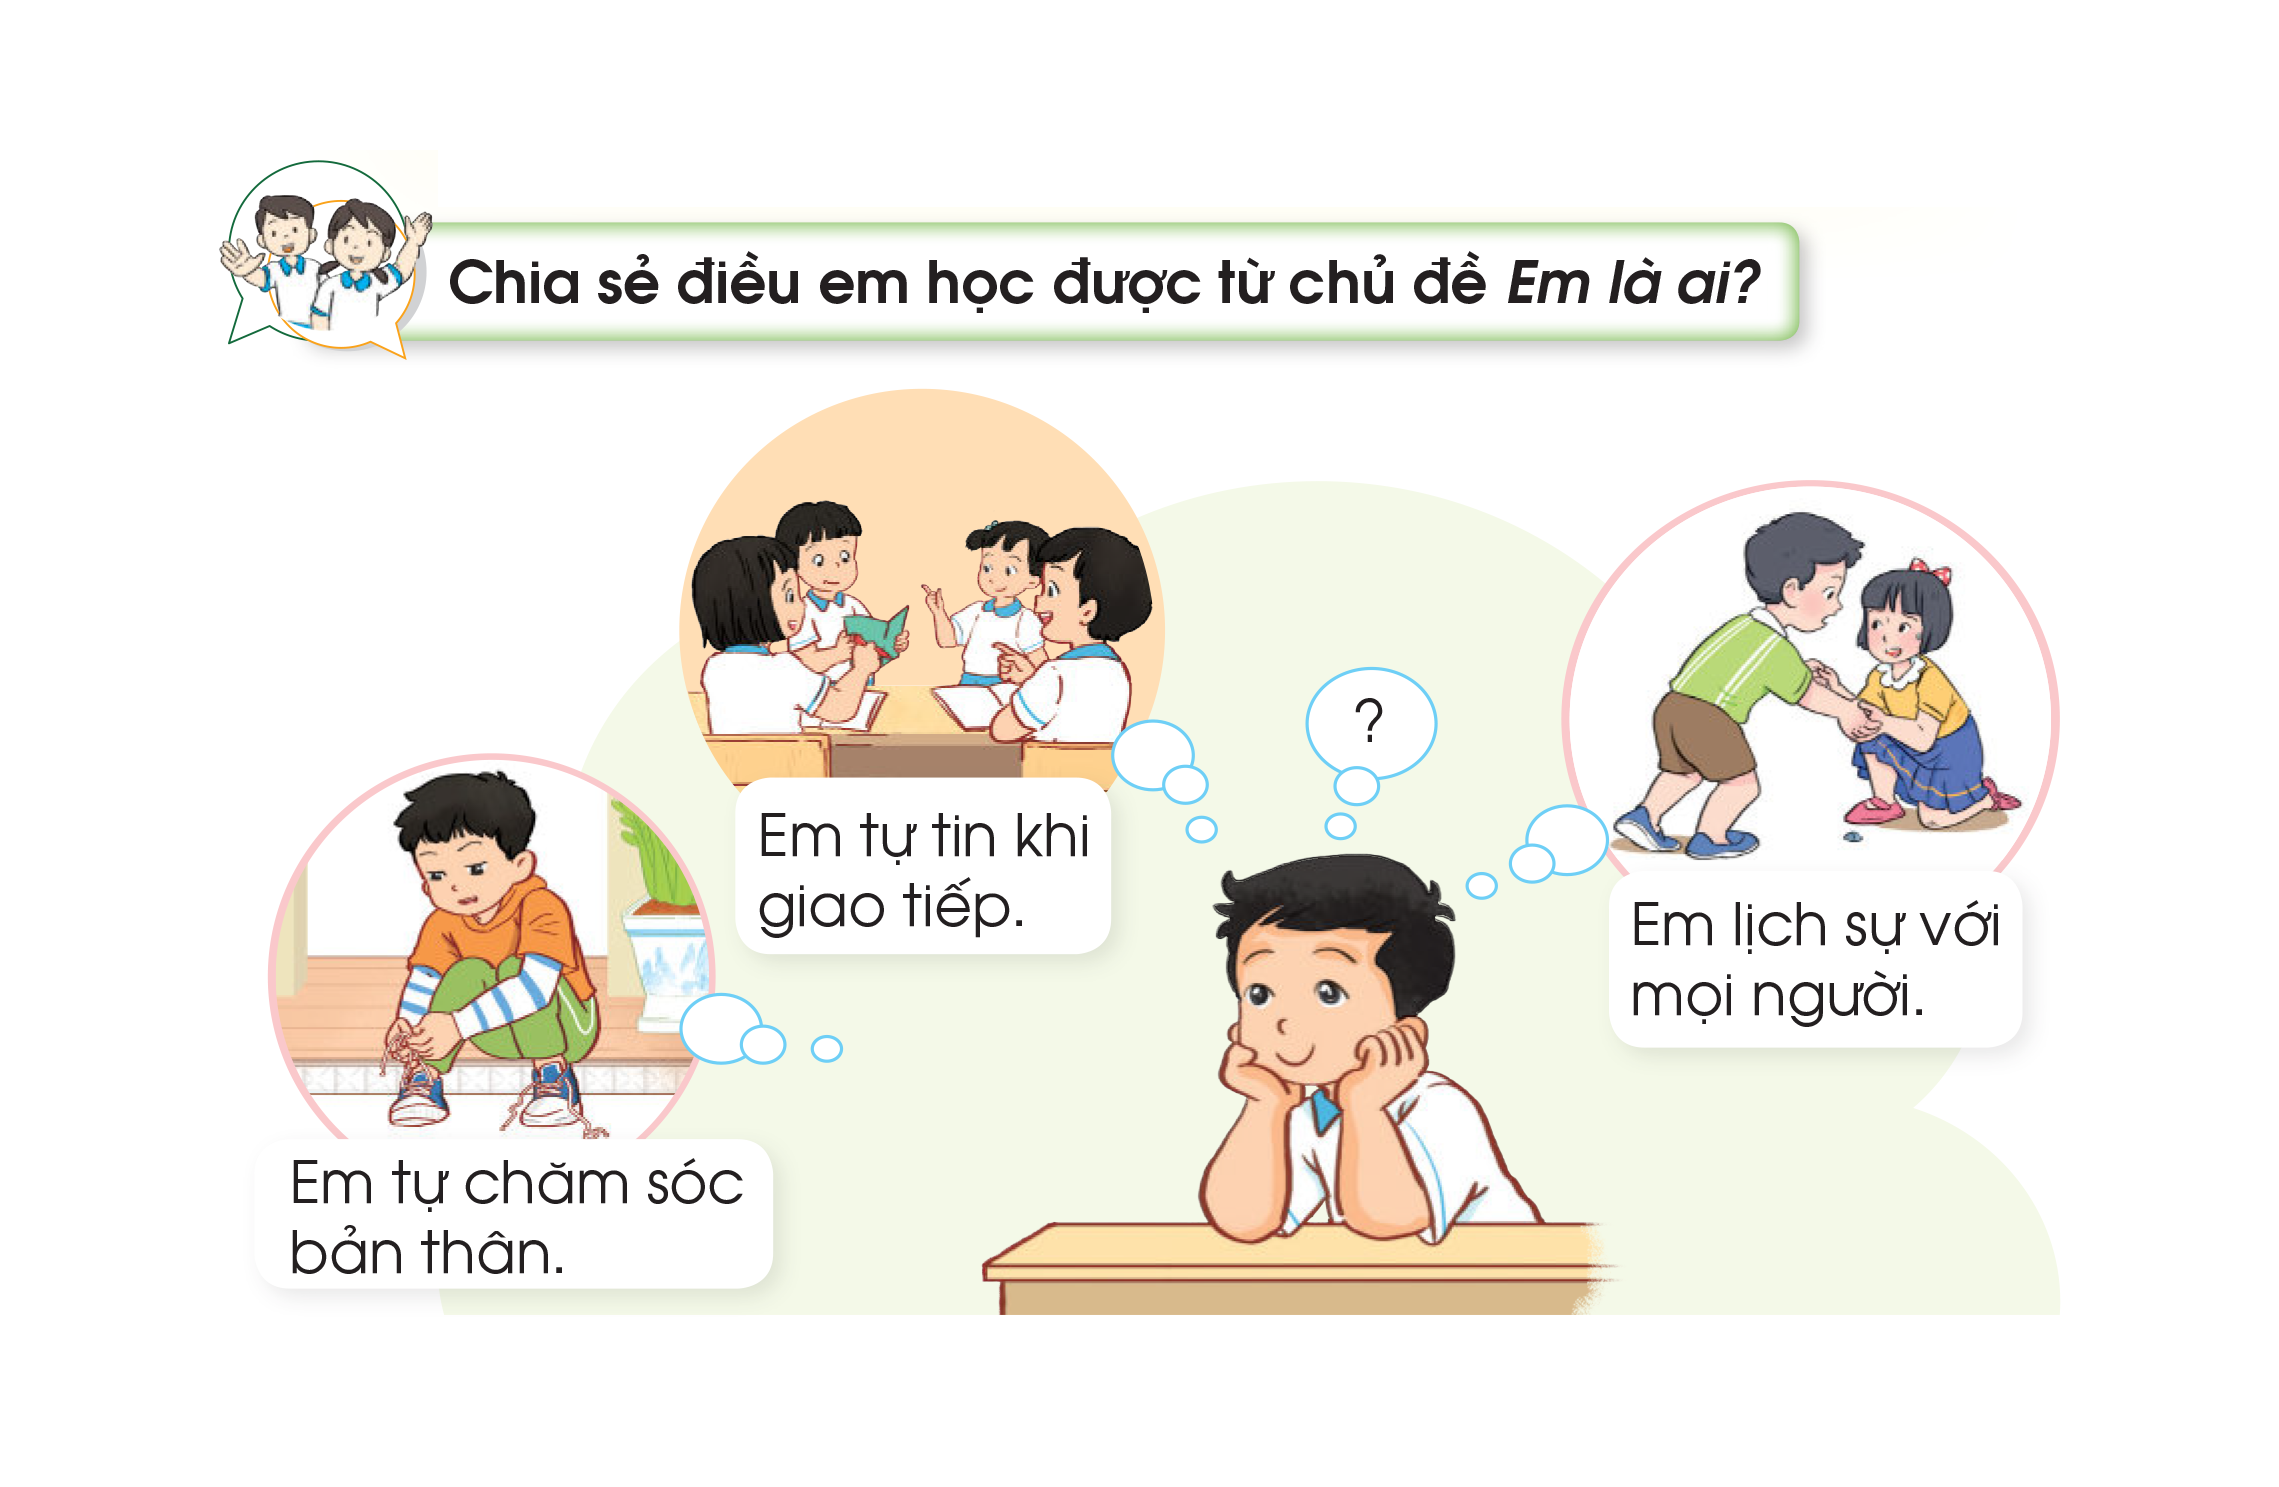 Chia sẻ điều em học được từ chủ đề Em là ai?
Em tự chăm sóc
bản thân.
Em tự tin khi
giao tiếp.
?
Em lịch sự với
mọi người.